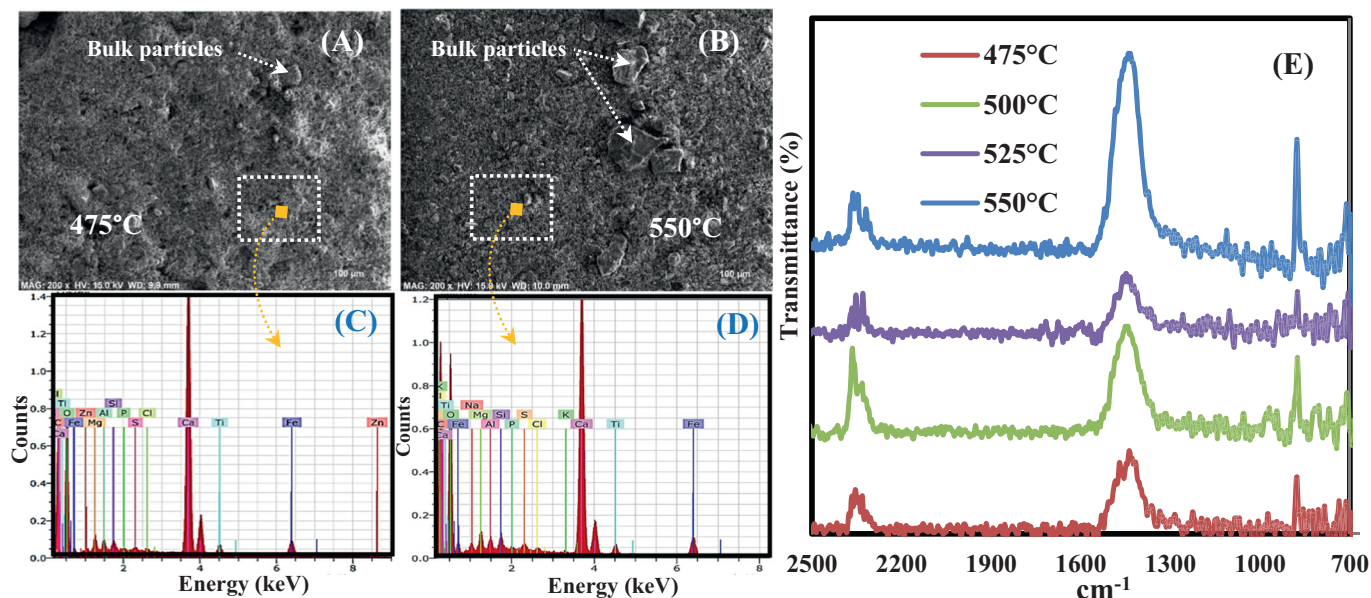 (A)
Bulk particles
475°C
100 µm
MAG: 200 x HV: 15.0 kV WD: 9.9 mm
(B)
Bulk particles
550°C
100 µm
MAG: 200 x HV: 15.0 kV WD: 10.0 mm
(C)
1.4
1.2
1.0
0.8
0.6
0.4
0.2
0.0
Counts
Ti Si
C O Zn Al P Cl
Ca Fe Mg S Ca Ti Fe Zn
2 4 6 8
Energy (keV)
(D)
1.2
1.0
0.8
0.6
0.4
0.2
0.0
Counts
K
Ti Na
O Mg Si S K
C Fe Al P Cl Ca Ti Fe
Ca
2 4 6 8
Energy (keV)
(E)
475°C
500°C
525°C
550°C
Transmittance (%)
2500 2200 1900 1600 1300 1000 700
cm-1